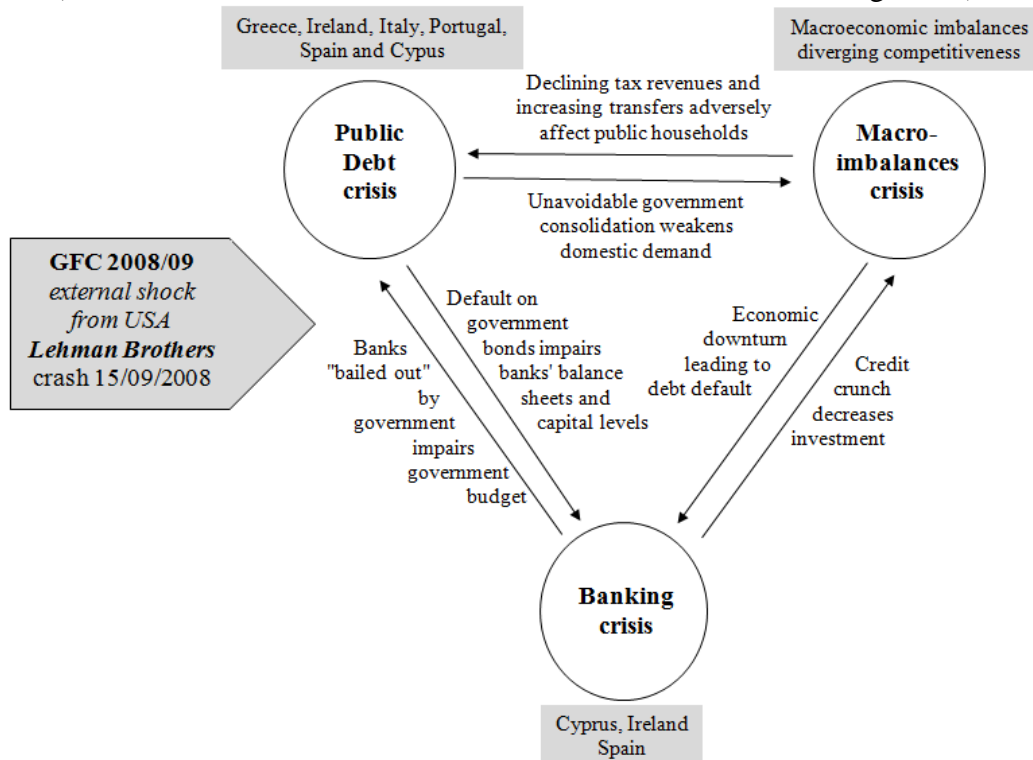 Greece, Ireland, Italy, Portugal,
Spain and Cypus
Macroeconomic imbalances
diverging competitiveness
Declining tax revenues and
increasing transfers adversely
affect public households
Public
Debt
crisis
Macro-
imbalances
crisis
Unavoidable government
consolidation weakens
domestic demand
GFC 2008/09
external shock
from USA
Lehman Brothers
crash 15/09/2008
Default on
government
bonds impairs
banks' balance
sheets and
capital levels
Banks
"bailed out"
by
government
impairs
government
budget
Economic
downturn
leading to
debt default
Credit
crunch
decreases
investment
Banking
crisis
Cyprus, Ireland
Spain